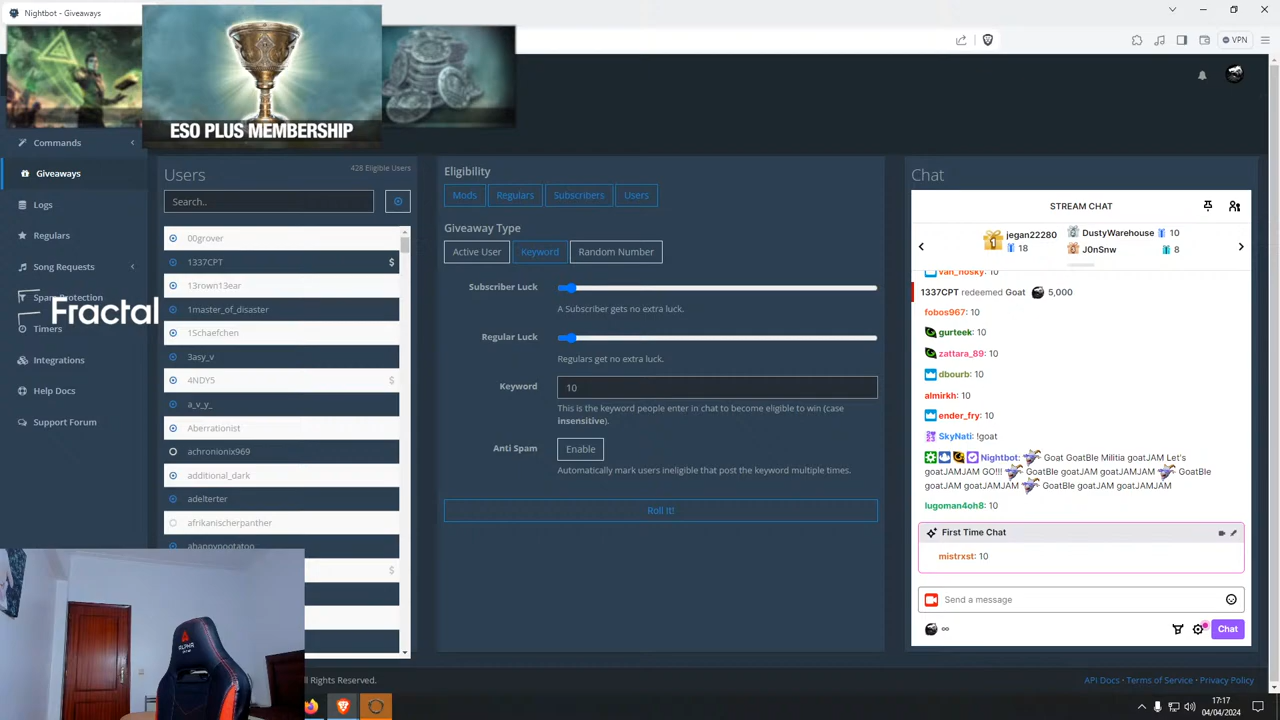 Nightbot - Giveaways
VPN
ESO PLUS MEMBERSHIP
Commands
Giveaways
Logs
Regulars
Song Requests
Spam Protection
Fractal
Timers
Integrations
Help Docs
Support Forum
Users
428 Eligible Users
Search..
00grover
1337CPT $
13rown13ear
1master_of_disaster
1Schaefchen
3asy_v
4NDY5 $
a_v_y_
Aberrationist
achronionix969
additional_dark
adelterter
afrikanischerpanther
ahappypootatoo
$
Eligibility
Mods Regulars Subscribers Users
Giveaway Type
Active User Keyword Random Number
Subscriber Luck
A Subscriber gets no extra luck.
Regular Luck
Regulars get no extra luck.
Keyword 10
This is the keyword people enter in chat to become eligible to win (case
insensitive).
Anti Spam Enable
Automatically mark users ineligible that post the keyword multiple times.
Roll It!
Chat
STREAM CHAT
jegan22280
18
DustyWarehouse 10
J0nSnw 8
van_nosky: 10
1337CPT redeemed Goat 5,000
fobos967: 10
gurteek: 10
zattara_89: 10
dbourb: 10
almirkh: 10
ender_fry: 10
SkyNati: !goat
Nightbot: Goat GoatBle Militia goatJAM Let's
goatJAMJAM GO!!! GoatBle goatJAM goatJAMJAM GoatBle
goatJAM goatJAMJAM GoatBle goatJAM goatJAMJAM
lugoman4oh8: 10
First Time Chat
mistrxst: 10
Send a message
∞
Chat
ll Rights Reserved.
API Docs · Terms of Service · Privacy Policy
17:17
04/04/2024